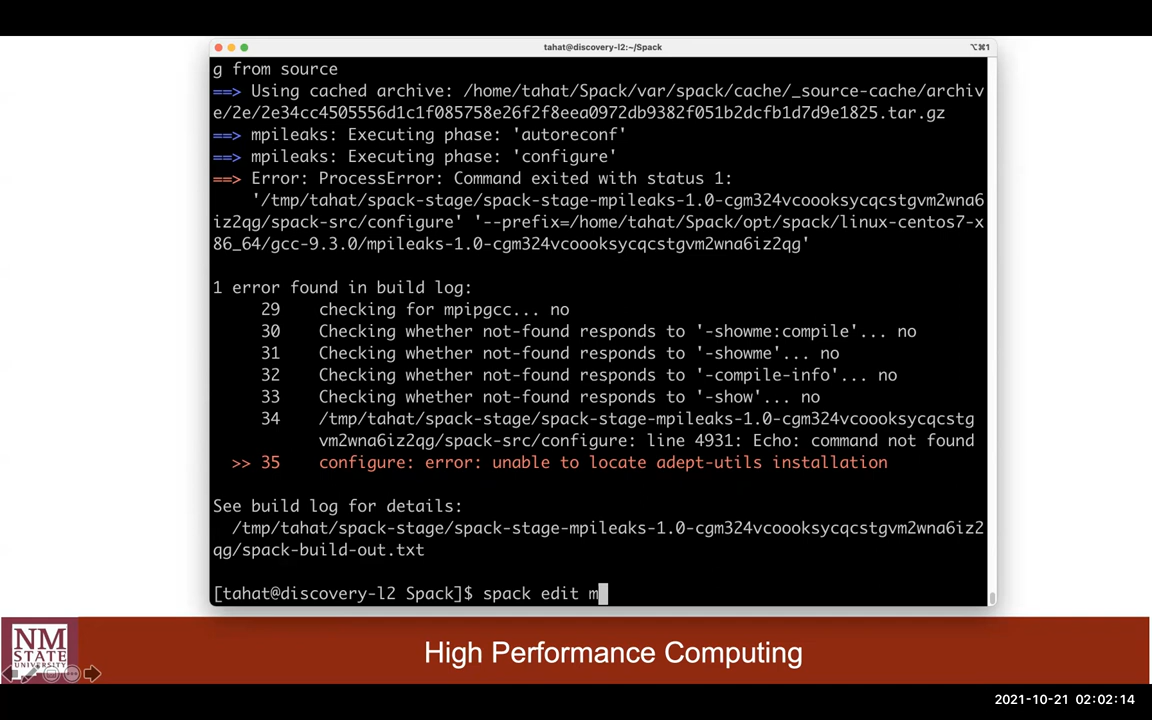 tahat@discovery-l2:~/Spack
⌥⌘1
g from source
==> Using cached archive: /home/tahat/Spack/var/spack/cache/_source-cache/archiv
e/2e/2e34cc4505556d1c1f085758e26f2f8eea0972db9382f051b2dcfb1d7d9e1825.tar.gz
==> mpileaks: Executing phase: 'autoreconf'
==> mpileaks: Executing phase: 'configure'
==> Error: ProcessError: Command exited with status 1:
'/tmp/tahat/spack-stage/spack-stage-mpileaks-1.0-cgm324vcoooksycqcstgvm2wna6
iz2qg/spack-src/configure' '--prefix=/home/tahat/Spack/opt/spack/linux-centos7-x
86_64/gcc-9.3.0/mpileaks-1.0-cgm324vcoooksycqcstgvm2wna6iz2qg'
1 error found in build log:
29 checking for mpipgcc... no
30 Checking whether not-found responds to '-showme:compile'... no
31 Checking whether not-found responds to '-showme'... no
32 Checking whether not-found responds to '-compile-info'... no
33 Checking whether not-found responds to '-show'... no
34 /tmp/tahat/spack-stage/spack-stage-mpileaks-1.0-cgm324vcoooksycqcstg
vm2wna6iz2qg/spack-src/configure: line 4931: Echo: command not found
>> 35 configure: error: unable to locate adept-utils installation
See build log for details:
/tmp/tahat/spack-stage/spack-stage-mpileaks-1.0-cgm324vcoooksycqcstgvm2wna6iz2
qg/spack-build-out.txt
[tahat@discovery-l2 Spack]$ spack edit m
NM
STATE
UNIVERSITY
High Performance Computing
2021-10-21 02:02:14